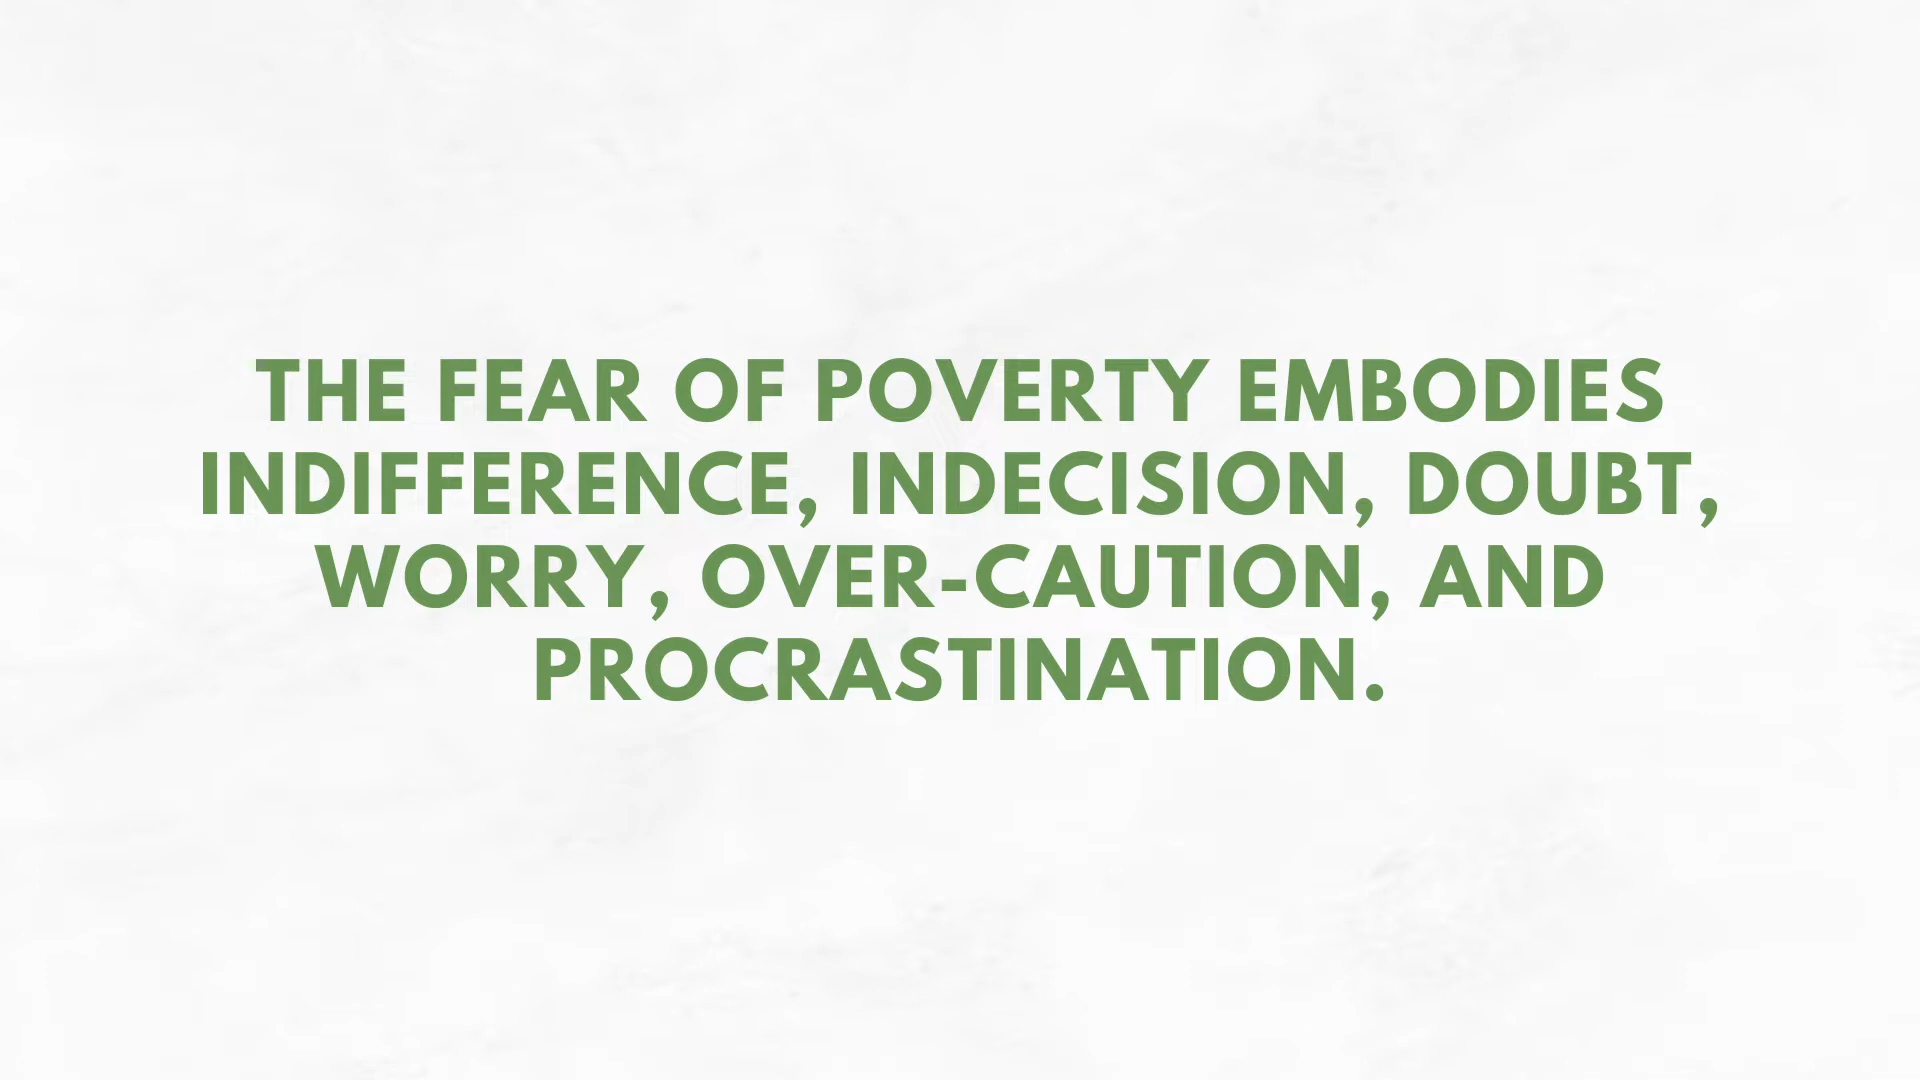 THE FEAR OF POVERTY EMBODIES
INDIFFERENCE, INDECISION, DOUBT,
WORRY, OVER-CAUTION, AND
PROCRASTINATION.